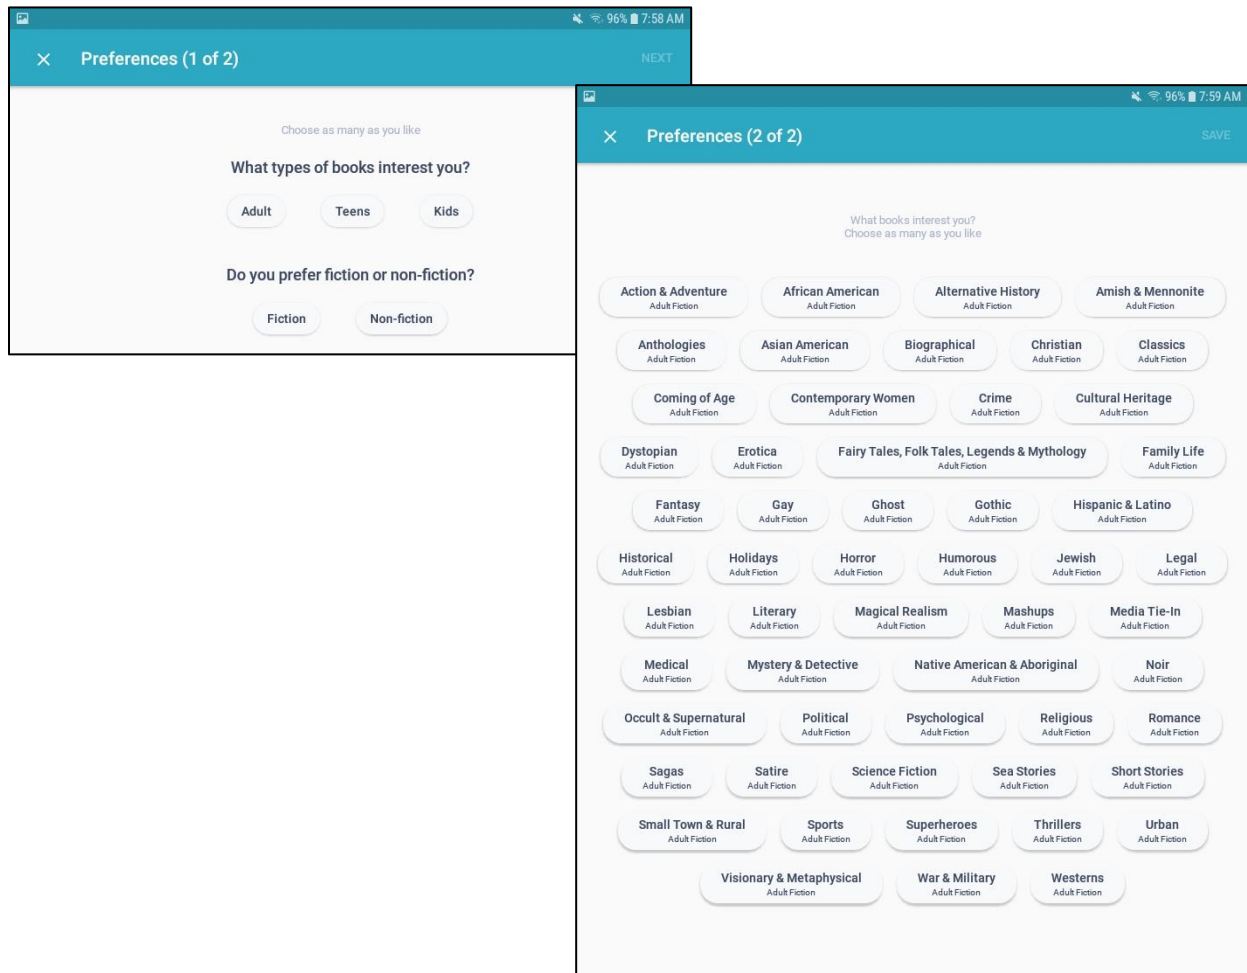 96% 7:58 AM
Preferences (1 of 2) NEXT
Choose as many as you like
What types of books interest you?
Adult Teens Kids
Do you prefer fiction or non-fiction?
Fiction Non-fiction
96% 7:59 AM
Preferences (2 of 2) SAVE
What books interest you?
Choose as many as you like
Action & Adventure African American Alternative History Amish & Mennonite
Adult Fiction Adult Fiction Adult Fiction Adult Fiction
Anthologies Asian American Biographical Christian Classics
Adult Fiction Adult Fiction Adult Fiction Adult Fiction Adult Fiction
Coming of Age Contemporary Women Crime Cultural Heritage
Adult Fiction Adult Fiction Adult Fiction Adult Fiction
Dystopian Erotica Fairy Tales, Folk Tales, Legends & Mythology Family Life
Adult Fiction Adult Fiction Adult Fiction Adult Fiction
Fantasy Gay Ghost Gothic Hispanic & Latino
Adult Fiction Adult Fiction Adult Fiction Adult Fiction Adult Fiction
Historical Holidays Horror Humorous Jewish Legal
Adult Fiction Adult Fiction Adult Fiction Adult Fiction Adult Fiction Adult Fiction
Lesbian Literary Magical Realism Mashups Media Tie-In
Adult Fiction Adult Fiction Adult Fiction Adult Fiction Adult Fiction
Medical Mystery & Detective Native American & Aboriginal Noir
Adult Fiction Adult Fiction Adult Fiction Adult Fiction
Occult & Supernatural Political Psychological Religious Romance
Adult Fiction Adult Fiction Adult Fiction Adult Fiction Adult Fiction
Sagas Satire Science Fiction Sea Stories Short Stories
Adult Fiction Adult Fiction Adult Fiction Adult Fiction Adult Fiction
Small Town & Rural Sports Superheroes Thrillers Urban
Adult Fiction Adult Fiction Adult Fiction Adult Fiction Adult Fiction
Visionary & Metaphysical War & Military Westerns
Adult Fiction Adult Fiction Adult Fiction